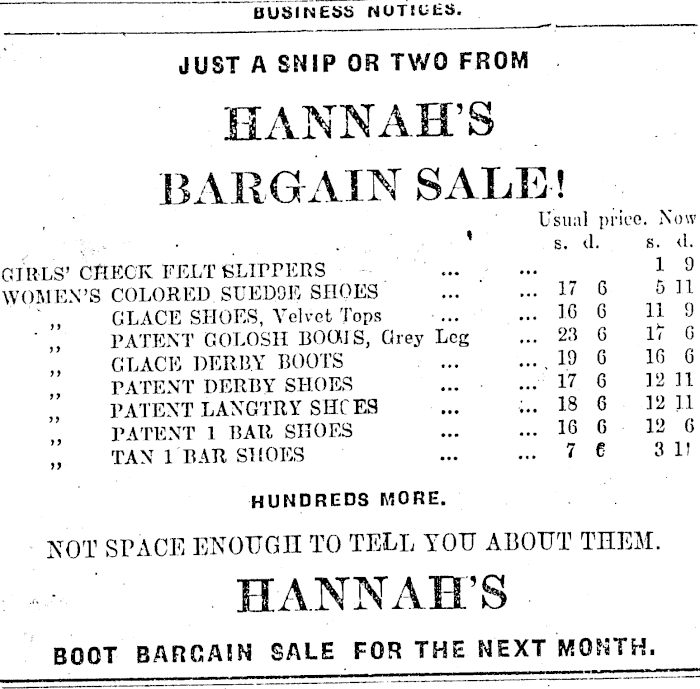 BUSINESS NOTICES.
JUST A SNIP OR TWO FROM
HANNAH'S
BARGAIN SALE!
Usual price. Now
s. d. s. d.
GIRLS' CHECK FELT SLIPPERS ... ... 1 9
WOMEN'S COLORED SUEDGE SHOES ... ... 17 6 5 11
,, GLACE SHOES, Velvet Tops ... ... 16 6 11 9
,, PATENT GOLOSH BOOTS, Grey Leg ... 23 6 17 6
,, GLACE DERBY BOOTS ... ... 19 6 16 6
,, PATENT DERBY SHOES ... ... 17 6 12 11
,, PATENT LANGTRY SHOES ... ... 18 6 12 11
,, PATENT 1 BAR SHOES ... ... 16 6 12 6
,, TAN 1 BAR SHOES ... ... 7 6 3 11
HUNDREDS MORE.
NOT SPACE ENOUGH TO TELL YOU ABOUT THEM.
HANNAH'S
BOOT BARGAIN SALE FOR THE NEXT MONTH.